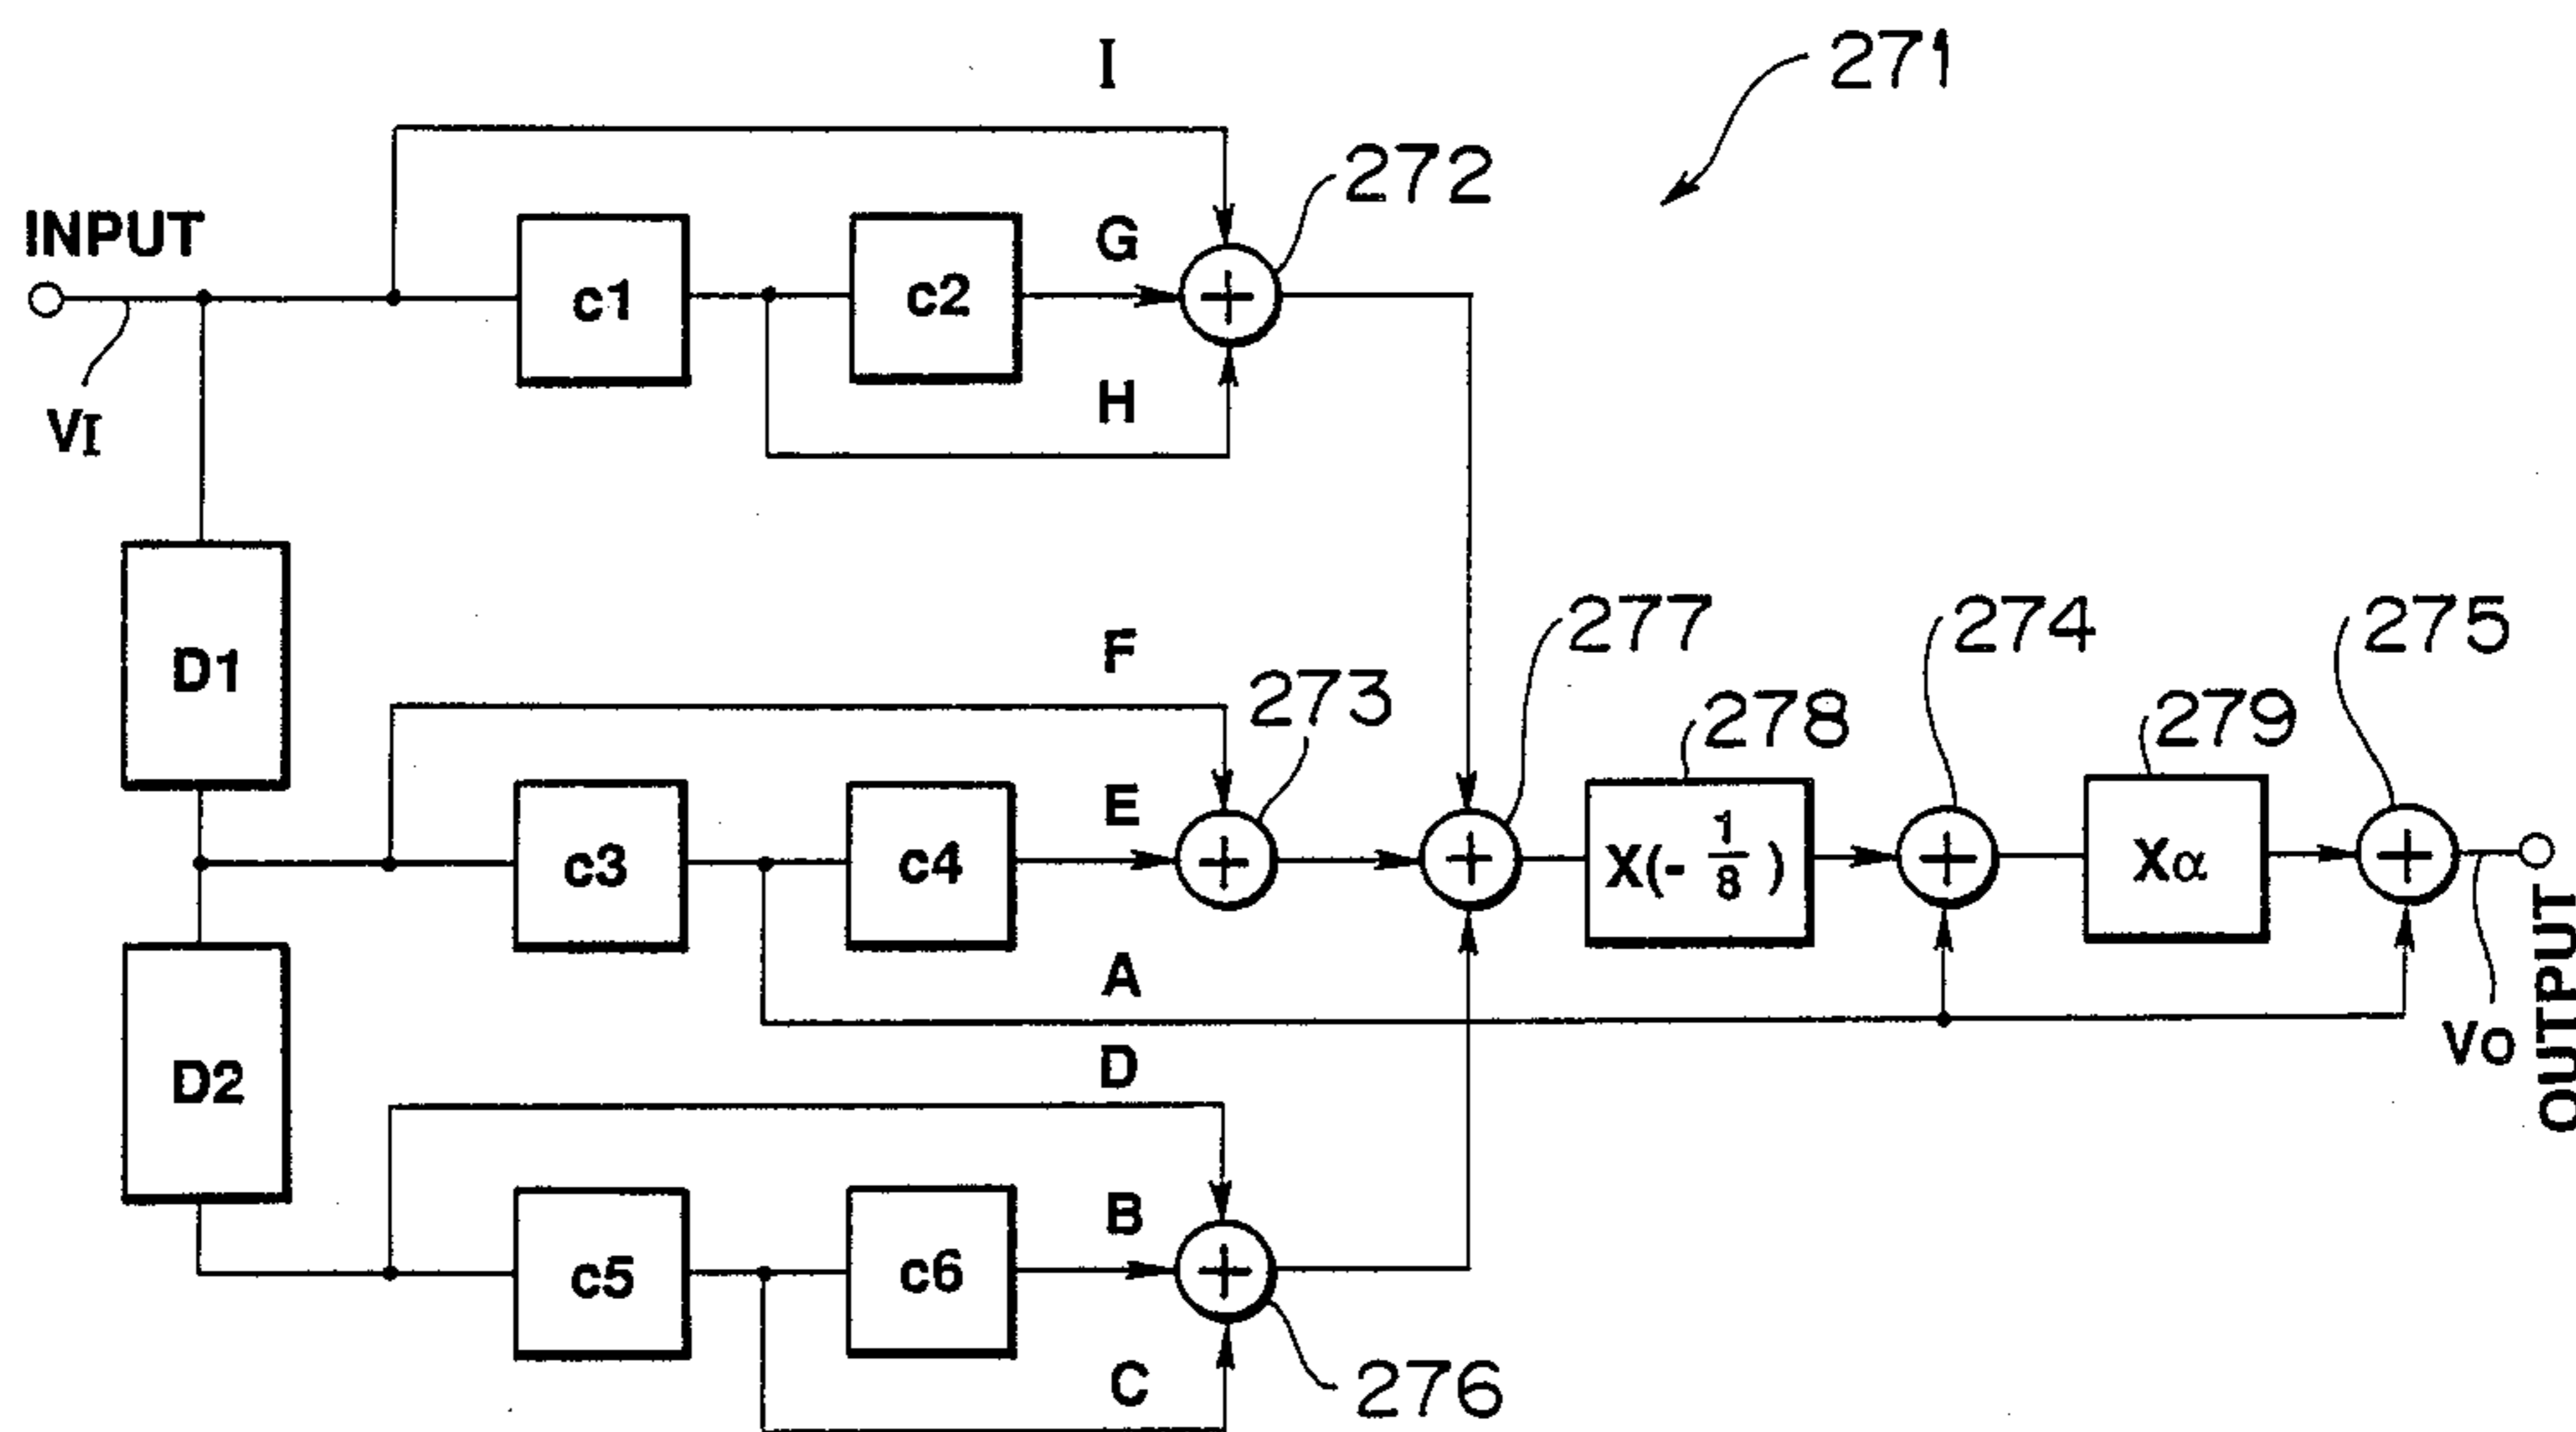 I
271
272
INPUT
c1
c2
G
VI
H
D1
F
273
277
274
275
278
279
c3
c4
E
X(- 1/8 )
Xα
A
D
VO
OUTPUT
D2
c5
c6
B
C
276